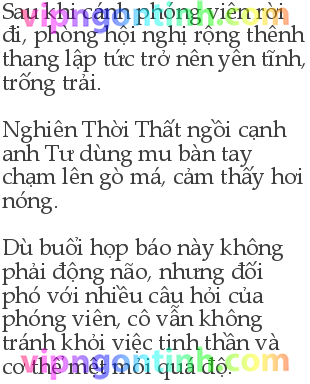 Sau khi cánh phóng viên rời
đi, phòng hội nghị rộng thênh
thang lập tức trở nên yên tĩnh,
trống trải.
Nghiên Thời Thất ngồi cạnh
anh Tư dùng mu bàn tay
chạm lên gò má, cảm thấy hơi
nóng.
Dù buổi họp báo này không
phải động não, nhưng đối
phó với nhiều câu hỏi của
phóng viên, cô vẫn không
tránh khỏi việc tinh thần và
cơ thể mệt mỏi quá độ.
vipngontinh.com
vipngontinh.com